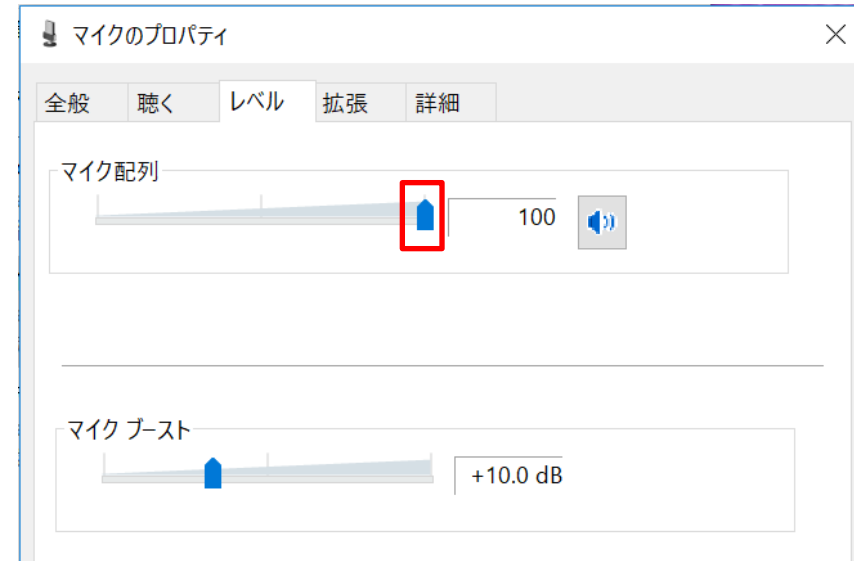 マイクのプロパティ
全般 聴く レベル 拡張 詳細
マイク配列
100
マイク ブースト
+10.0 dB